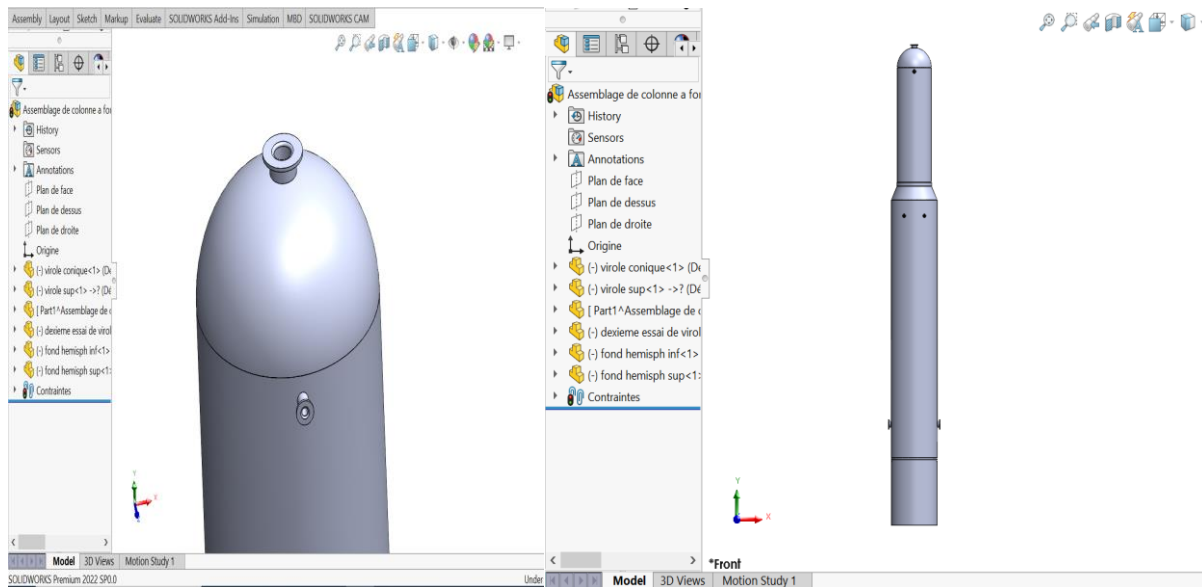 Assembly Layout Sketch Markup Evaluate SOLIDWORKS Add-Ins Simulation MBD SOLIDWORKS CAM
Assemblage de colonne a fo
History
Sensors
Annotations
Plan de face
Plan de dessus
Plan de droite
Origine
(-) virole conique<1> (Dé
(-) virole sup<1> ->? (Dé
[ Part1^Assemblage de c
(-) dexieme essai de virol
(-) fond hemisph inf<1>
(-) fond hemisph sup<1>
Contraintes
Y
X
Model 3D Views Motion Study 1
SOLIDWORKS Premium 2022 SP0.0
Under
Assemblage de colonne a fo
History
Sensors
Annotations
Plan de face
Plan de dessus
Plan de droite
Origine
(-) virole conique<1> (Dé
(-) virole sup<1> ->? (Dé
[ Part1^Assemblage de c
(-) dexieme essai de virol
(-) fond hemisph inf<1>
(-) fond hemisph sup<1>
Contraintes
Y
X
*Front
Model 3D Views Motion Study 1